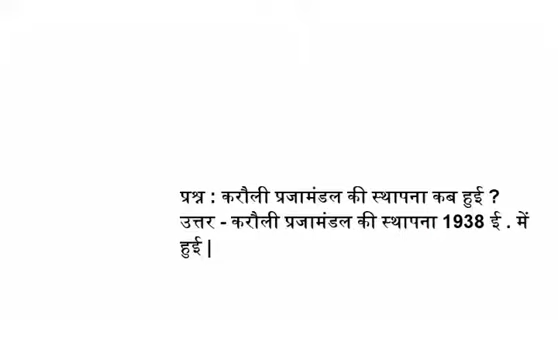 प्रश्न : करौली प्रजामंडल की स्थापना कब हुई ?
उत्तर - करौली प्रजामंडल की स्थापना 1938 ई . में
हुई |